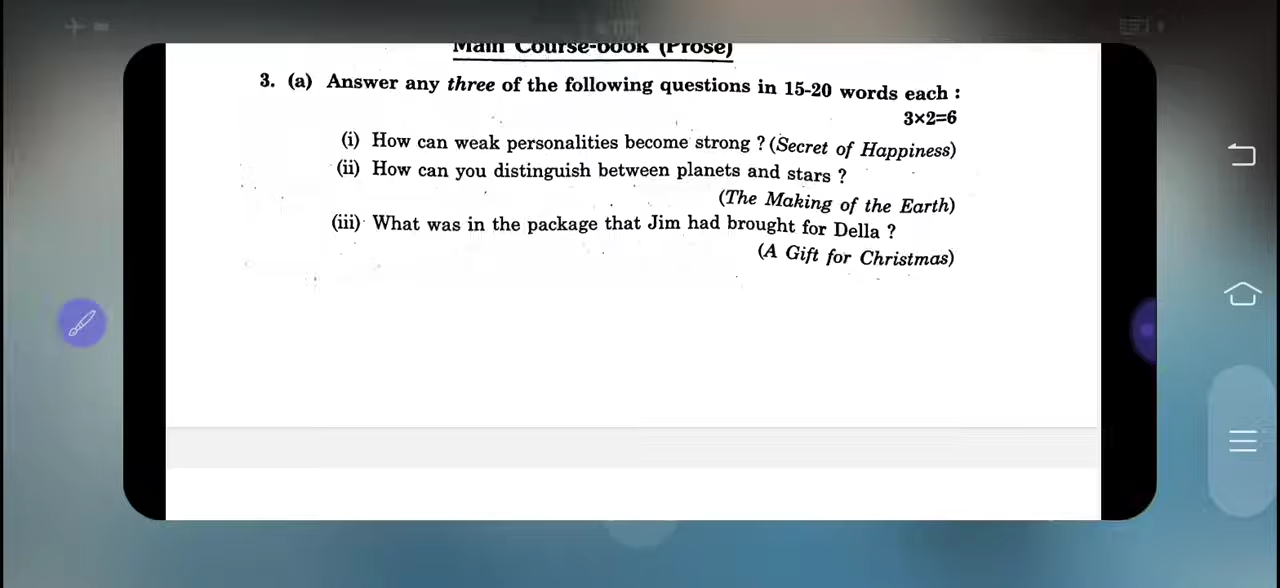 Main Course-book (Prose)
3. (a) Answer any three of the following questions in 15-20 words each :
3×2=6
(i) How can weak personalities become strong ? (Secret of Happiness)
(ii) How can you distinguish between planets and stars ?
(The Making of the Earth)
(iii) What was in the package that Jim had brought for Della ?
(A Gift for Christmas)